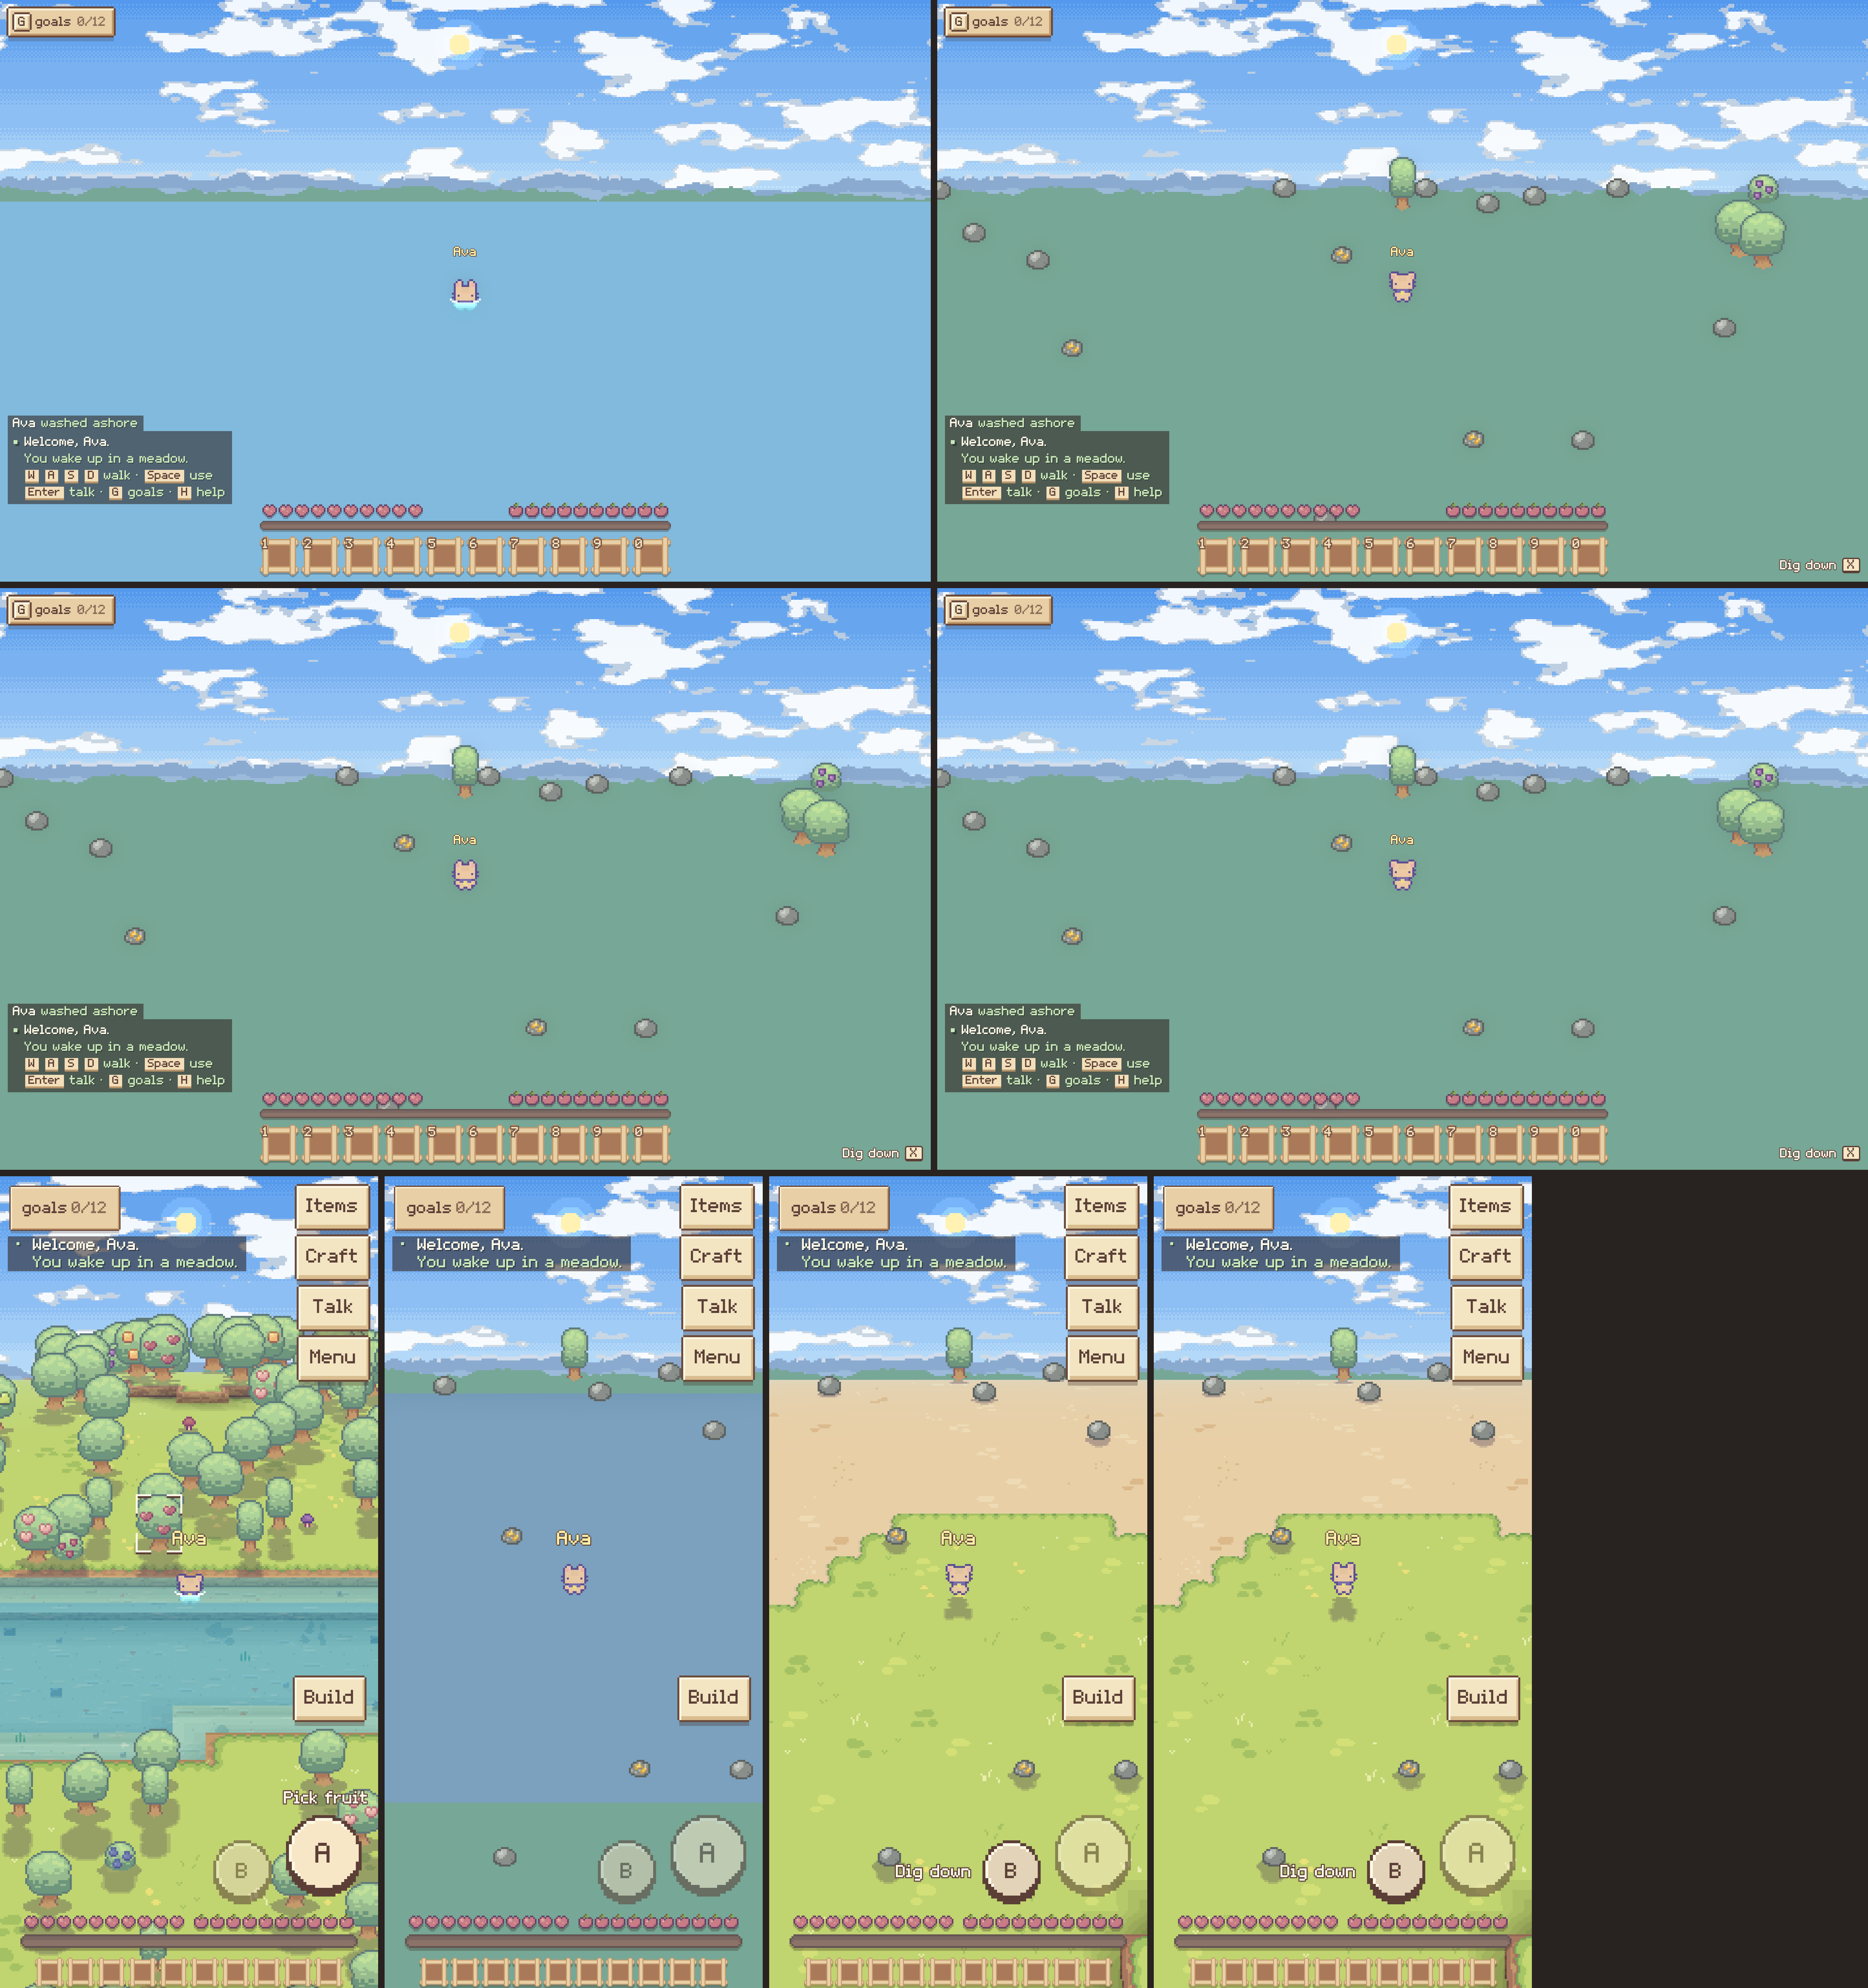 G goals 0/12
Ava
Ava washed ashore
Welcome, Ava.
You wake up in a meadow.
W A S D walk · Space use
Enter talk · G goals · H help
1 2 3 4 5 6 7 8 9 0
G goals 0/12
Ava
Ava washed ashore
Welcome, Ava.
You wake up in a meadow.
W A S D walk · Space use
Enter talk · G goals · H help
1 2 3 4 5 6 7 8 9 0
Dig down X
G goals 0/12
Ava
Ava washed ashore
Welcome, Ava.
You wake up in a meadow.
W A S D walk · Space use
Enter talk · G goals · H help
1 2 3 4 5 6 7 8 9 0
Dig down X
G goals 0/12
Ava
Ava washed ashore
Welcome, Ava.
You wake up in a meadow.
W A S D walk · Space use
Enter talk · G goals · H help
1 2 3 4 5 6 7 8 9 0
Dig down X
goals 0/12
Items
Welcome, Ava.
You wake up in a meadow.
Craft
Talk
Menu
Ava
Build
Pick fruit
A
B
goals 0/12
Items
Welcome, Ava.
You wake up in a meadow.
Craft
Talk
Menu
Ava
Build
A
B
goals 0/12
Items
Welcome, Ava.
You wake up in a meadow.
Craft
Talk
Menu
Ava
Build
A
Dig down B
goals 0/12
Items
Welcome, Ava.
You wake up in a meadow.
Craft
Talk
Menu
Ava
Build
A
Dig down B